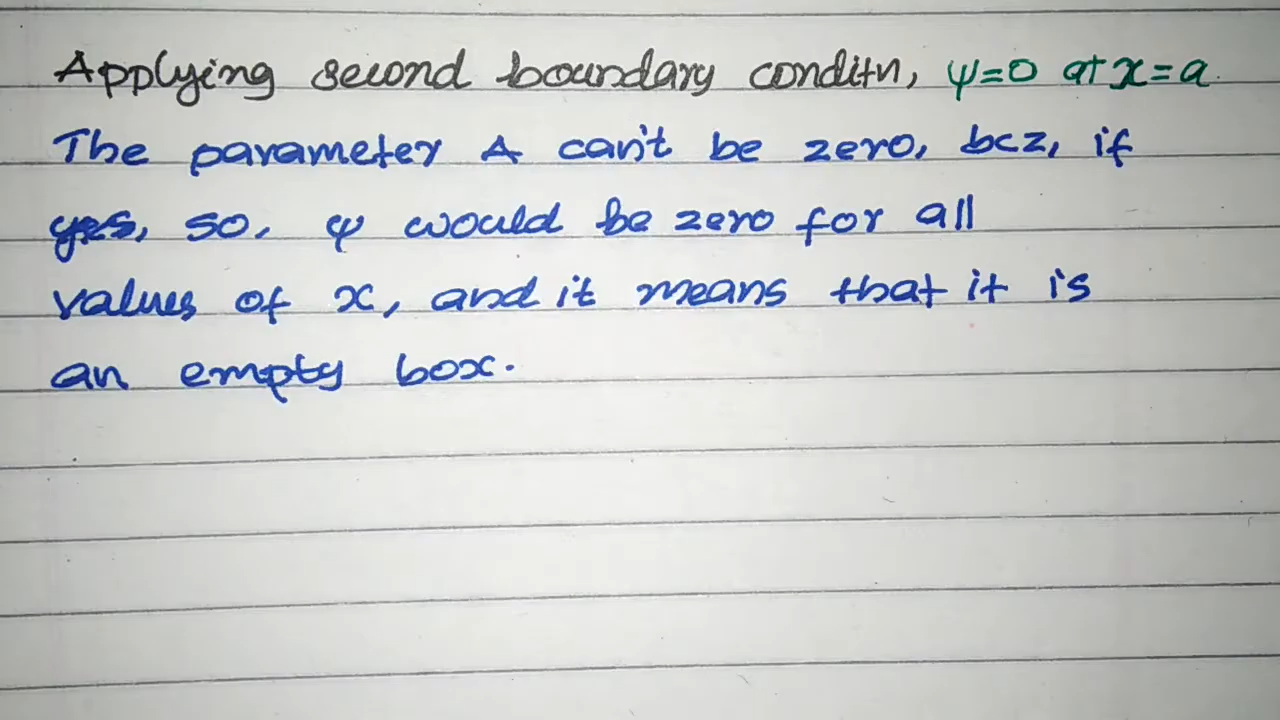 Applying second boundary conditn, ψ=0 at x=a.
The parameter A can't be zero, bcz, if
yes, so, ψ would be zero for all
values of x, and it means that it is
an empty box.